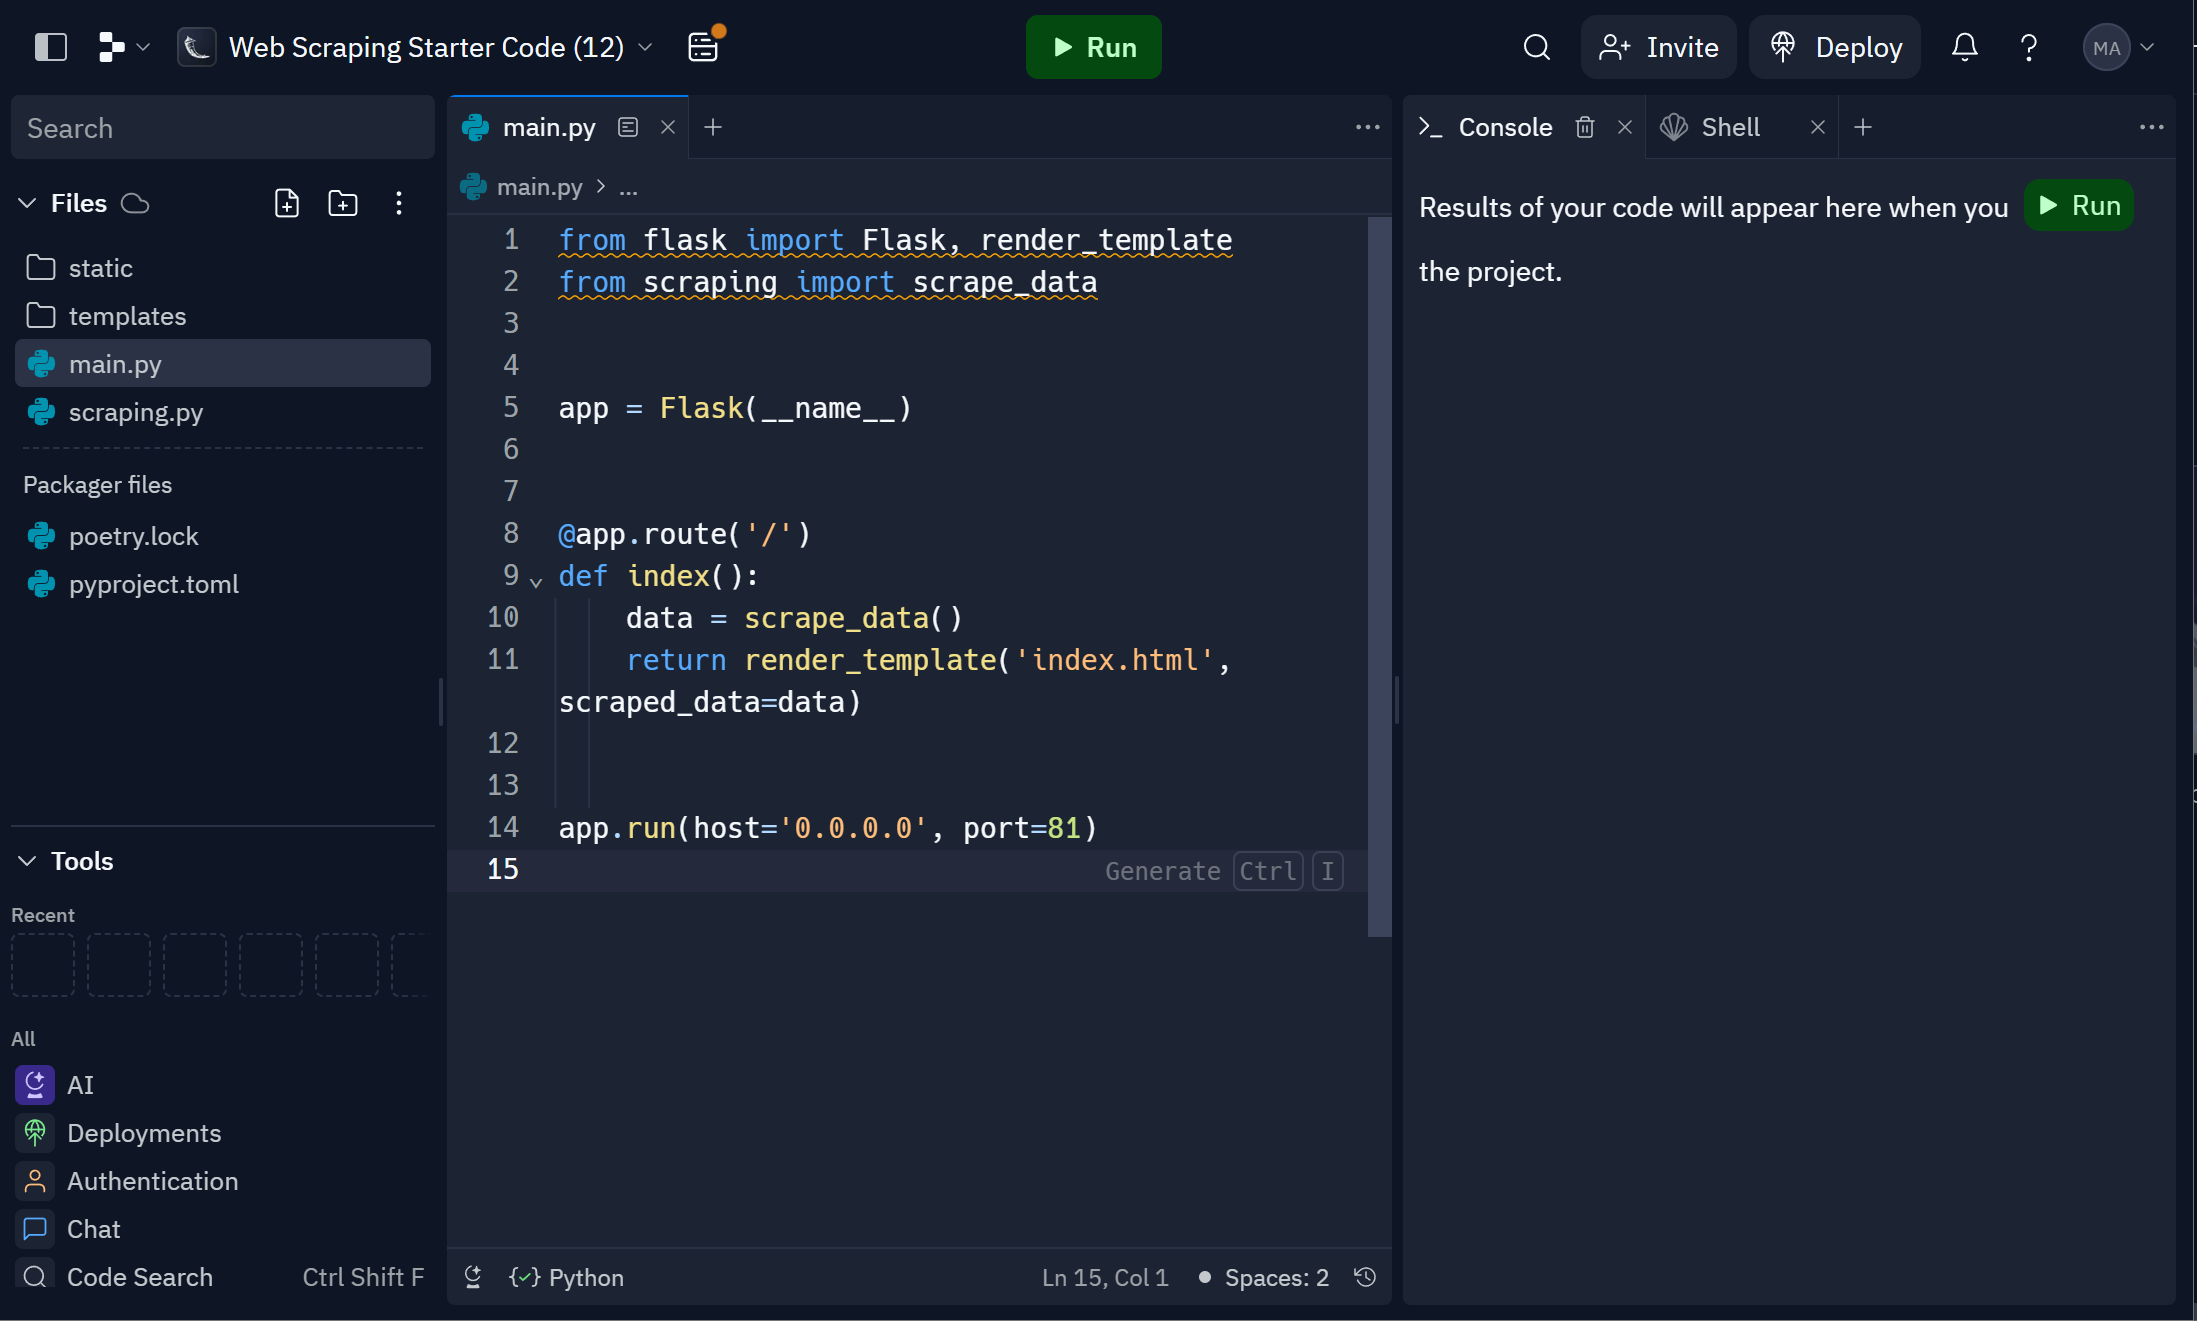 Web Scraping Starter Code (12)
Run
Invite
Deploy
MA
Search
Files
static
templates
main.py
scraping.py
Packager files
poetry.lock
pyproject.toml
Tools
Recent
All
AI
Deployments
Authentication
Chat
Code Search Ctrl Shift F
main.py
main.py > ...
1 from flask import Flask, render_template
2 from scraping import scrape_data
3
4
5 app = Flask(__name__)
6
7
8 @app.route('/')
9 def index():
10 data = scrape_data()
11 return render_template('index.html',
scraped_data=data)
12
13
14 app.run(host='0.0.0.0', port=81)
15 Generate Ctrl I
Python
Ln 15, Col 1
Spaces: 2
Console
Shell
Results of your code will appear here when you Run
the project.